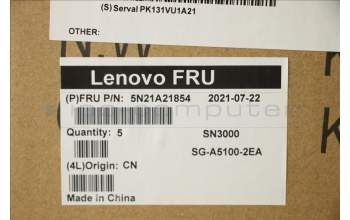 (S) Serval PK131VU1A21
OTHER:
N.W
K
Lenovo FRU
(P)FRU P/N: 5N21A21854 2021-07-22
Quantity: 5 SN3000
SG-A5100-2EA
(4L)Origin: CN
Made in China